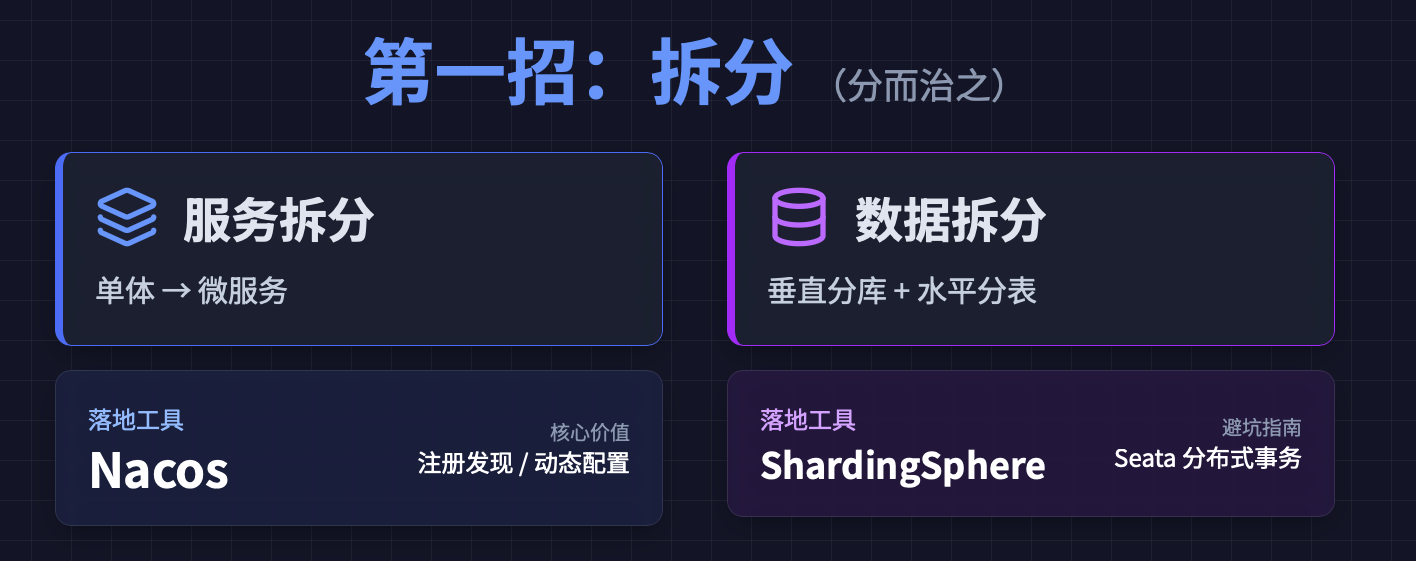 第一招：拆分 （分而治之）
服务拆分
单体 → 微服务
落地工具
Nacos
核心价值
注册发现 / 动态配置
数据拆分
垂直分库 + 水平分表
落地工具
ShardingSphere
避坑指南
Seata 分布式事务